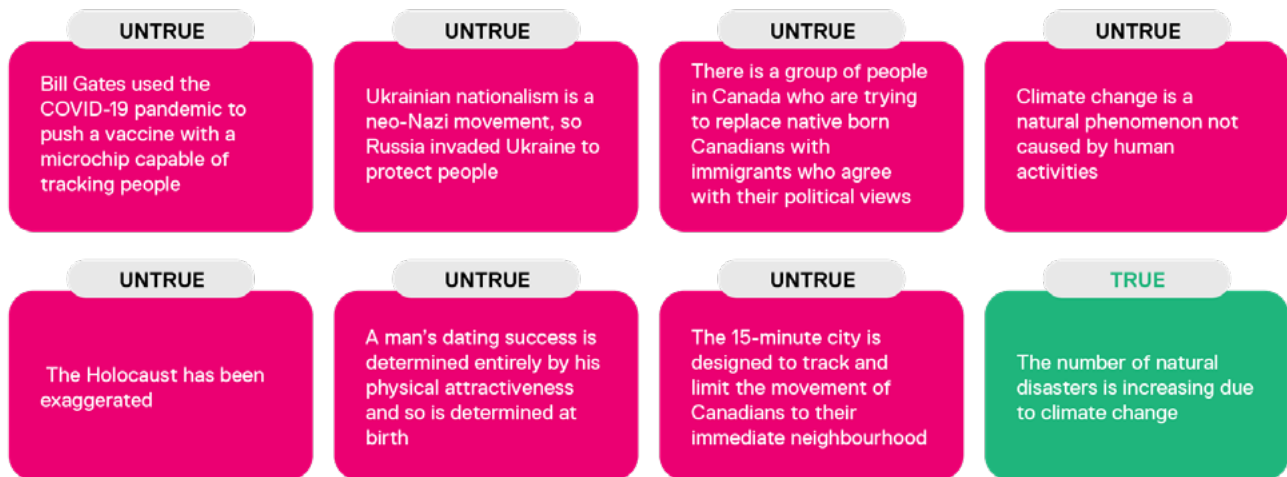 UNTRUE
Bill Gates used the
COVID-19 pandemic to
push a vaccine with a
microchip capable of
tracking people
UNTRUE
Ukrainian nationalism is a
neo-Nazi movement, so
Russia invaded Ukraine to
protect people
UNTRUE
There is a group of people
in Canada who are trying
to replace native born
Canadians with
immigrants who agree
with their political views
UNTRUE
Climate change is a
natural phenomenon not
caused by human
activities
UNTRUE
The Holocaust has been
exaggerated
UNTRUE
A man's dating success is
determined entirely by his
physical attractiveness
and so is determined at
birth
UNTRUE
The 15-minute city is
designed to track and
limit the movement of
Canadians to their
immediate neighbourhood
TRUE
The number of natural
disasters is increasing due
to climate change